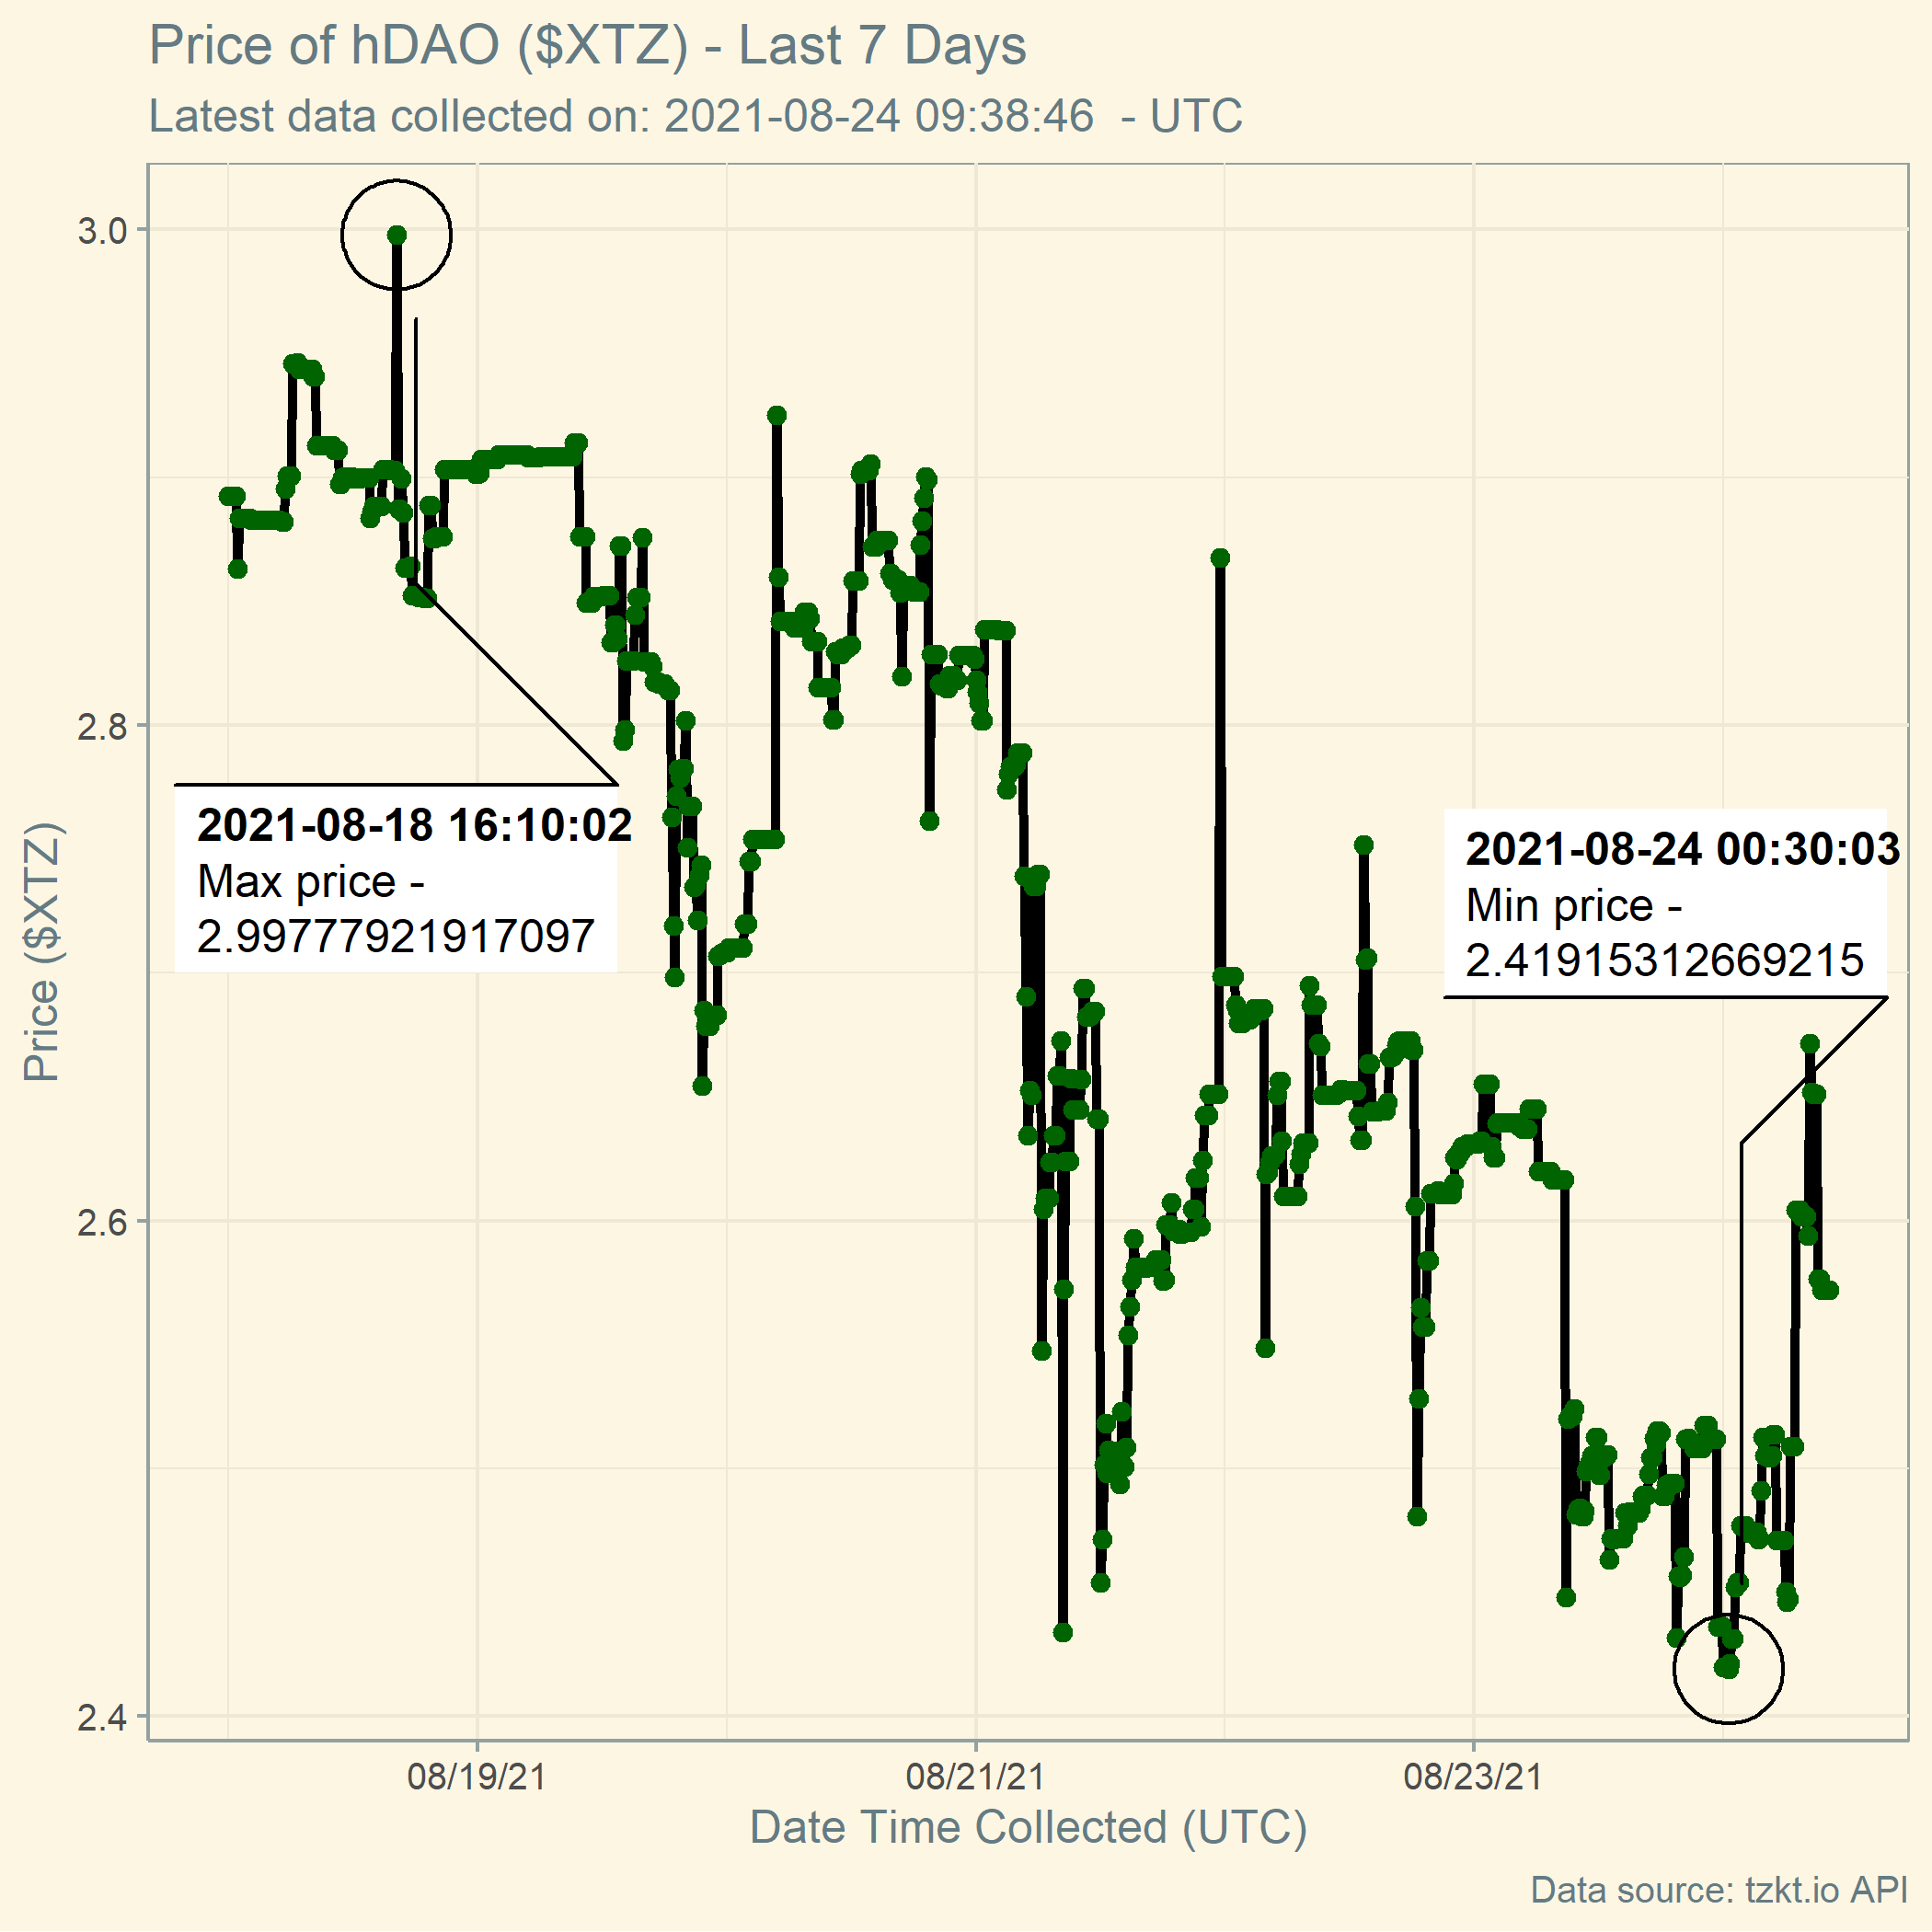 Price of hDAO ($XTZ) - Last 7 Days
Latest data collected on: 2021-08-24 09:38:46  - UTC
3.0
2.8
2.6
2.4
Price ($XTZ)
2021-08-18 16:10:02
Max price -
2.99777921917097
2021-08-24 00:30:03
Min price -
2.41915312669215
08/19/21
08/21/21
08/23/21
Date Time Collected (UTC)
Data source: tzkt.io API